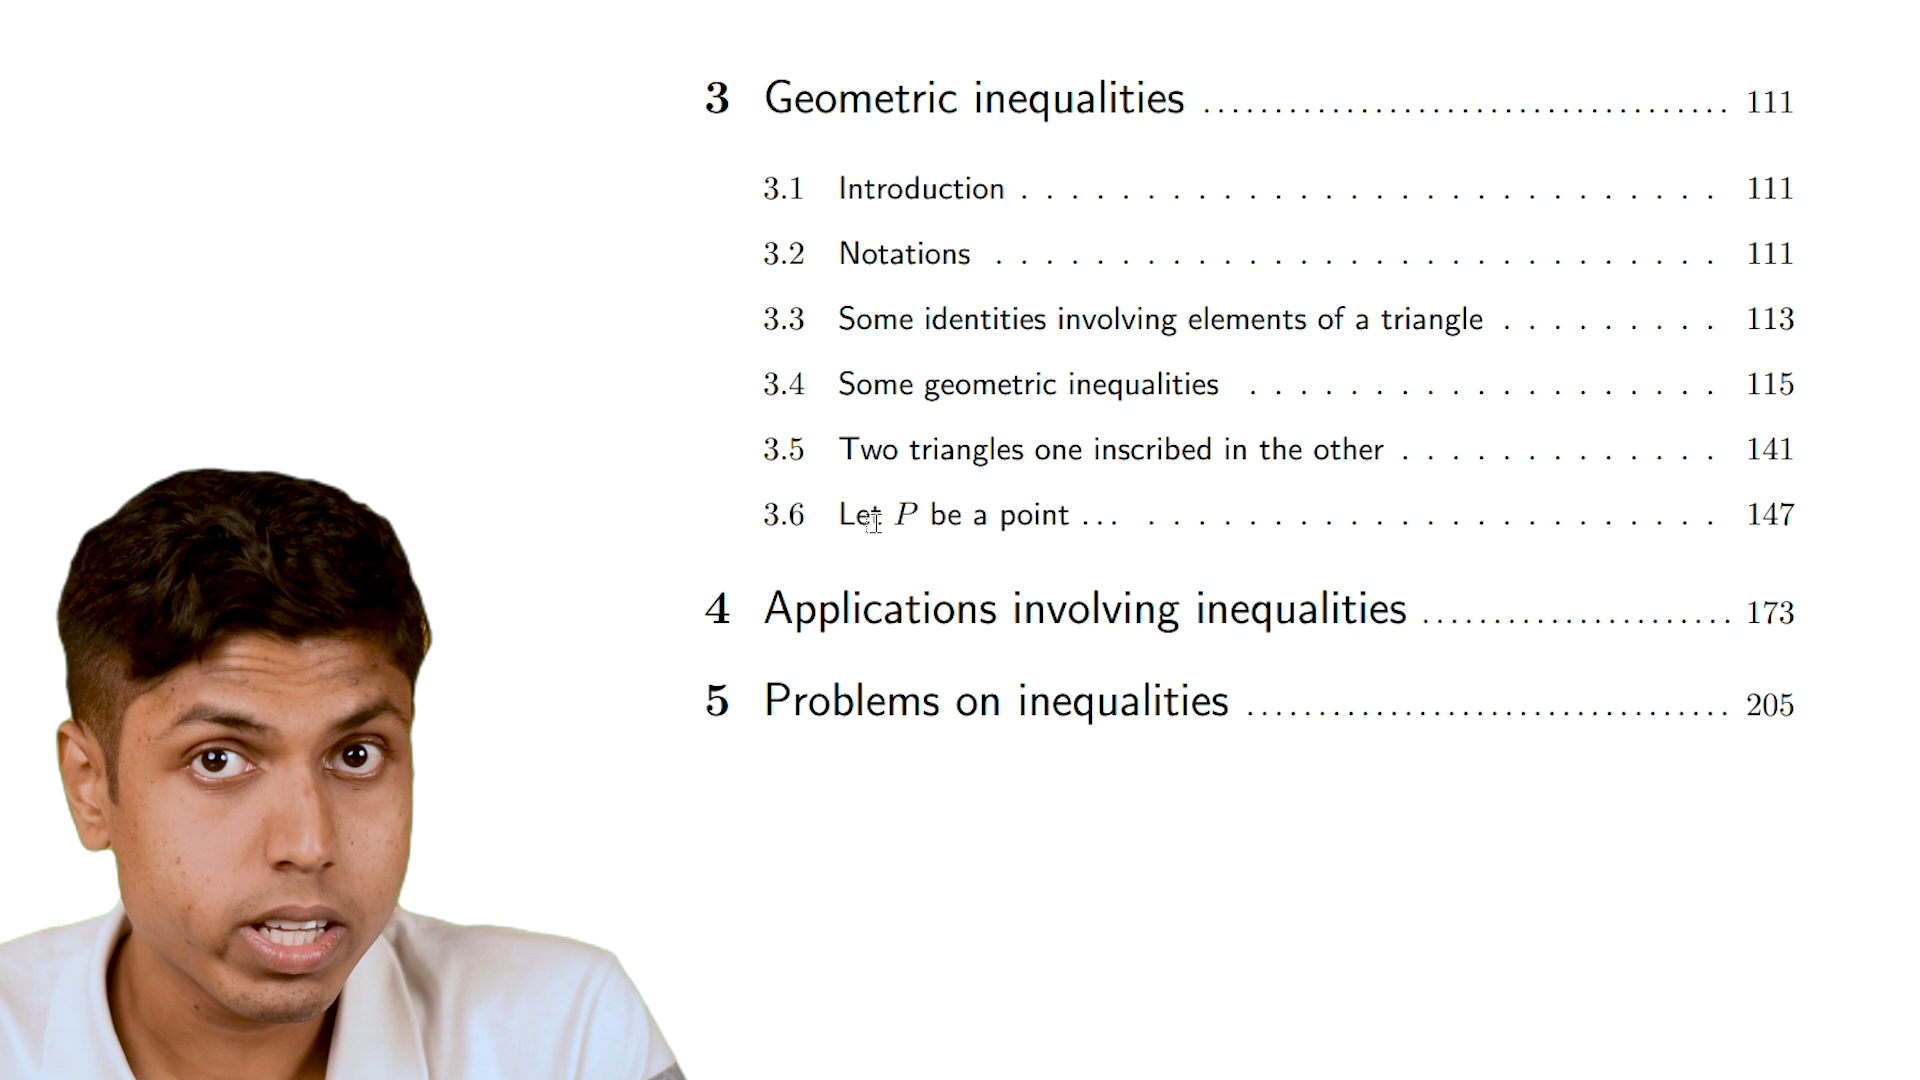 3 Geometric inequalities ..................................... 111
3.1 Introduction . . . . . . . . . . . . . . . . . . . . . . . . . . . . 111
3.2 Notations . . . . . . . . . . . . . . . . . . . . . . . . . . . . . 111
3.3 Some identities involving elements of a triangle . . . . . . . . . 113
3.4 Some geometric inequalities . . . . . . . . . . . . . . . . . . . 115
3.5 Two triangles one inscribed in the other . . . . . . . . . . . . . 141
3.6 Let P be a point ... . . . . . . . . . . . . . . . . . . . . . . . 147
4 Applications involving inequalities ...................... 173
5 Problems on inequalities .................................. 205